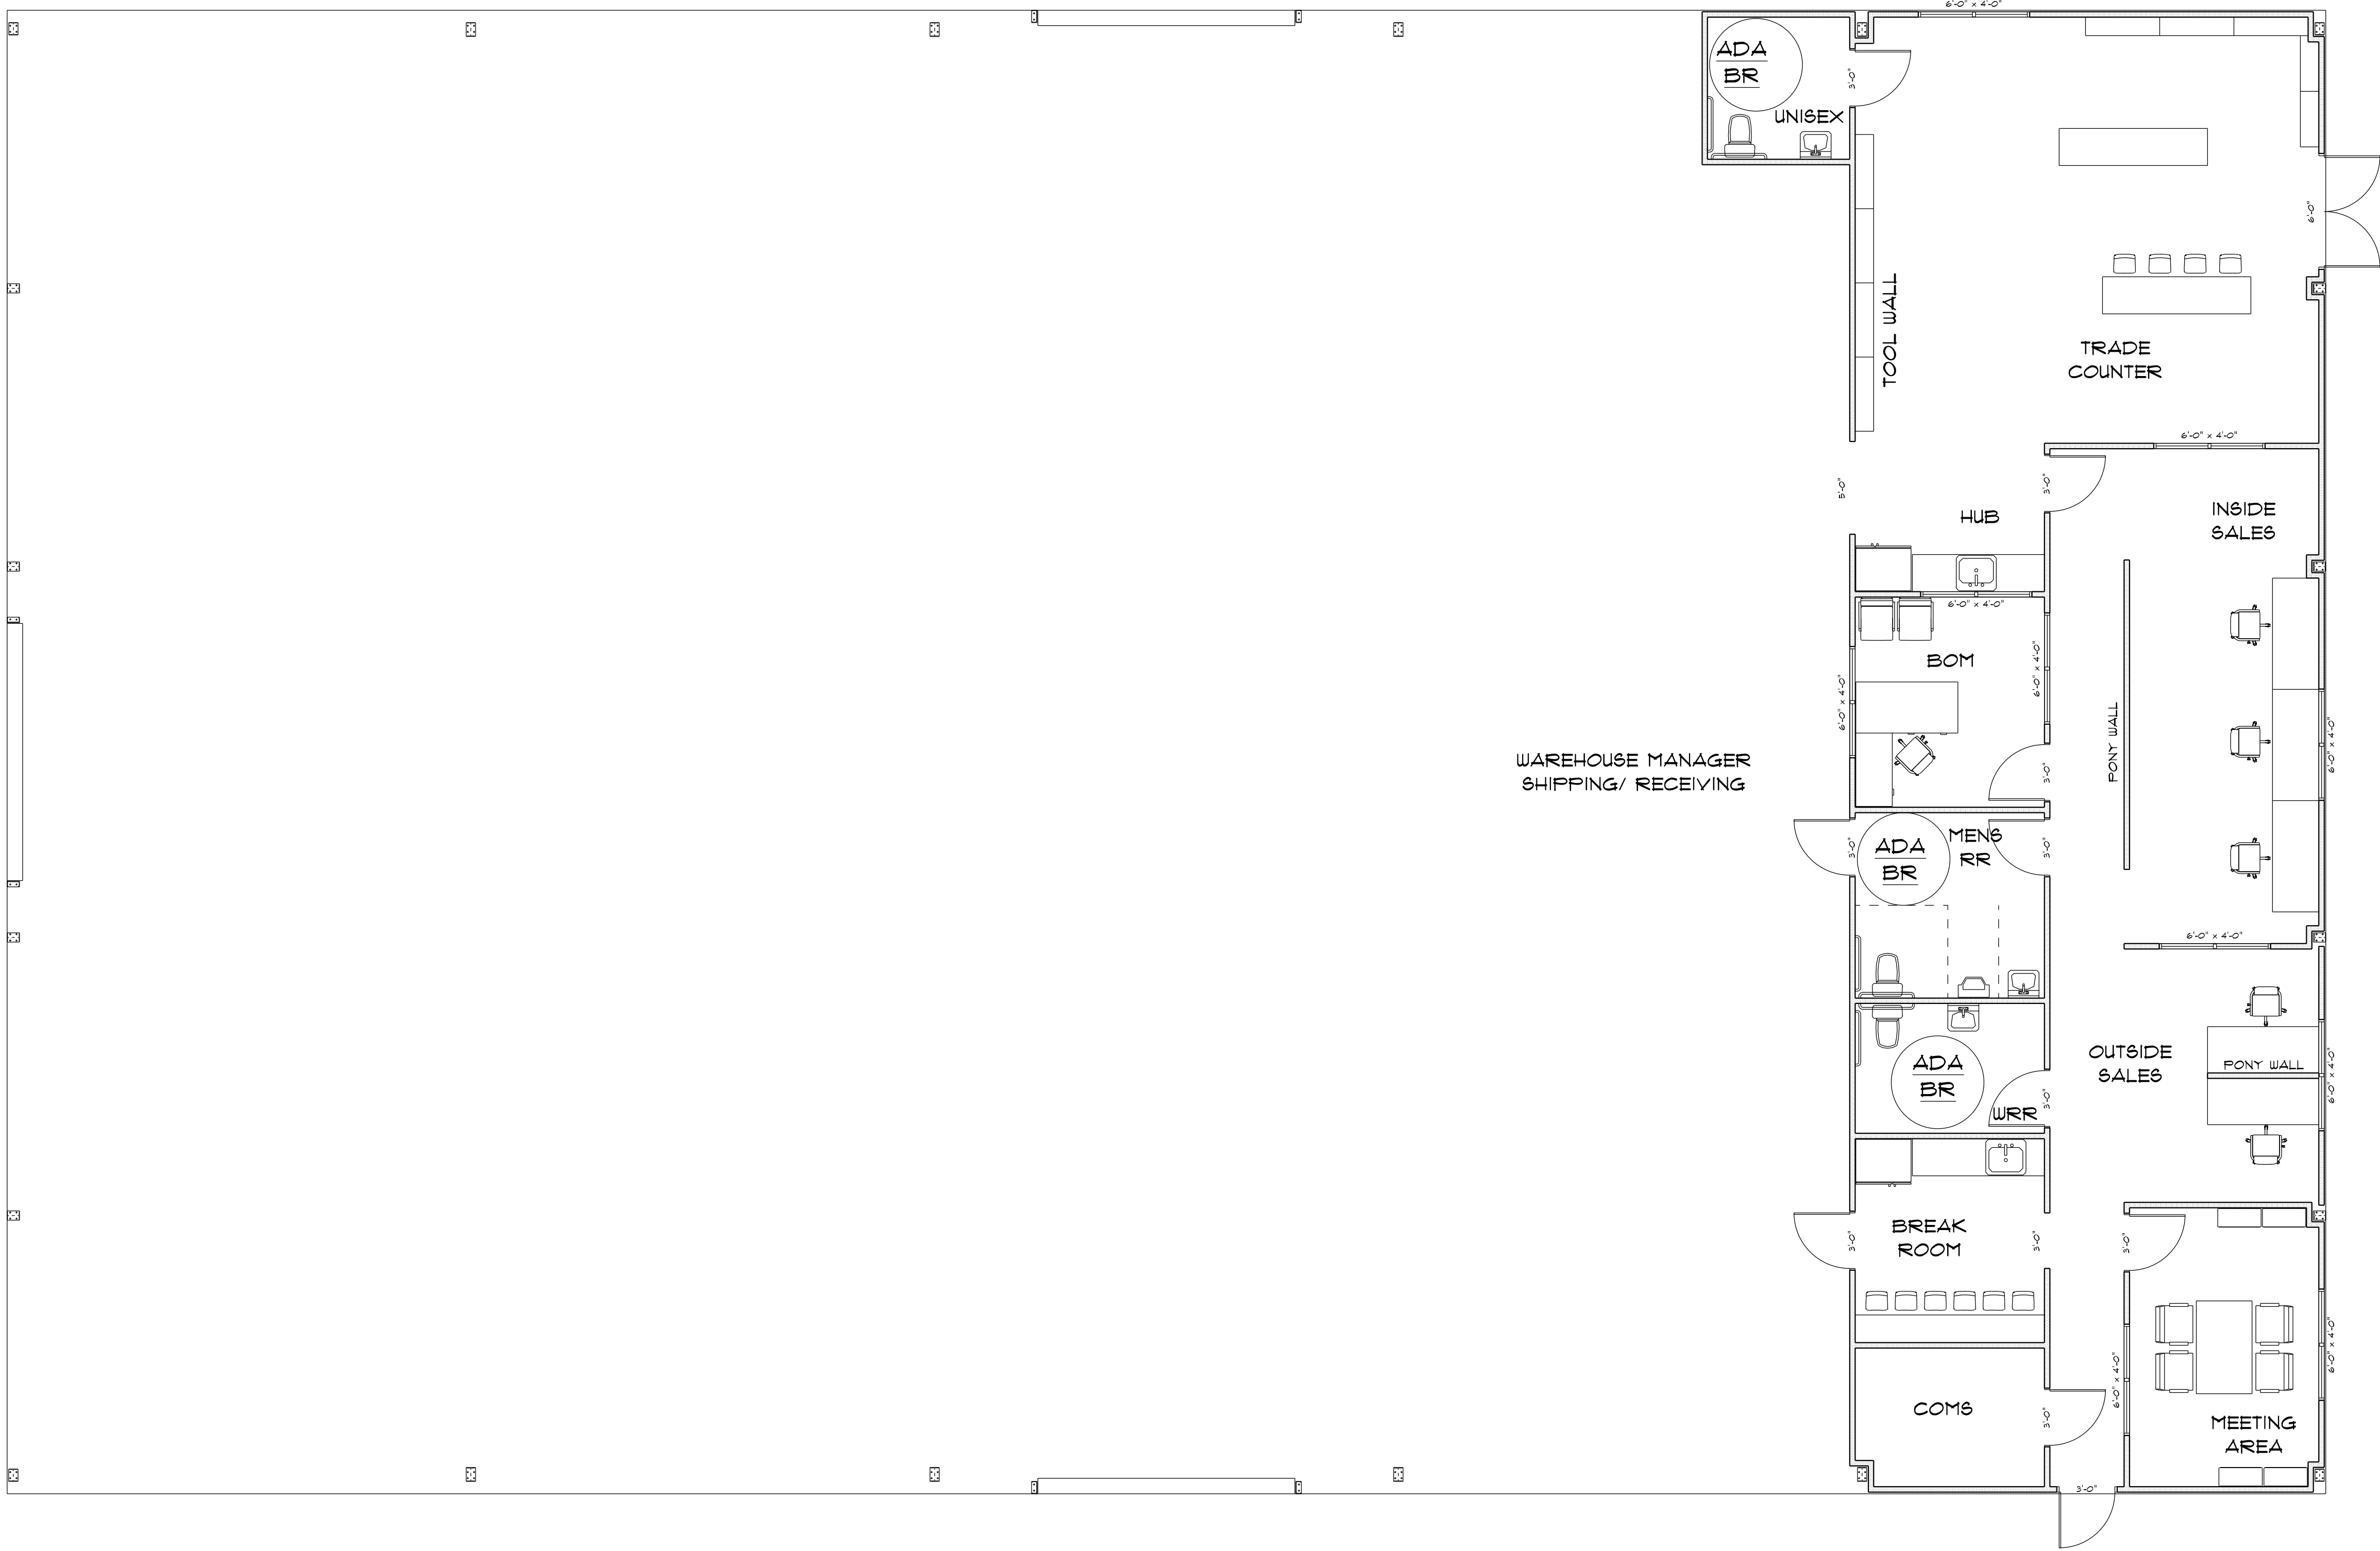 6'-0" x 4'-0"
ADA
BR
UNISEX
3'-0"
6'-0"
TOOL WALL
TRADE
COUNTER
6'-0" x 4'-0"
5'-0"
3'-0"
HUB
INSIDE
SALES
6'-0" x 4'-0"
BOM
6'-0" x 4'-0"
6'-0" x 4'-0"
PONY WALL
6'-0" x 4'-0"
WAREHOUSE MANAGER
SHIPPING/ RECEIVING
3'-0"
3'-0"
ADA
BR
MENS
RR
3'-0"
6'-0" x 4'-0"
OUTSIDE
SALES
PONY WALL
6'-0" x 4'-0"
ADA
BR
WRR
3'-0"
BREAK
ROOM
3'-0"
3'-0"
3'-0"
6'-0" x 4'-0"
6'-0" x 4'-0"
COMS
3'-0"
MEETING
AREA
3'-0"